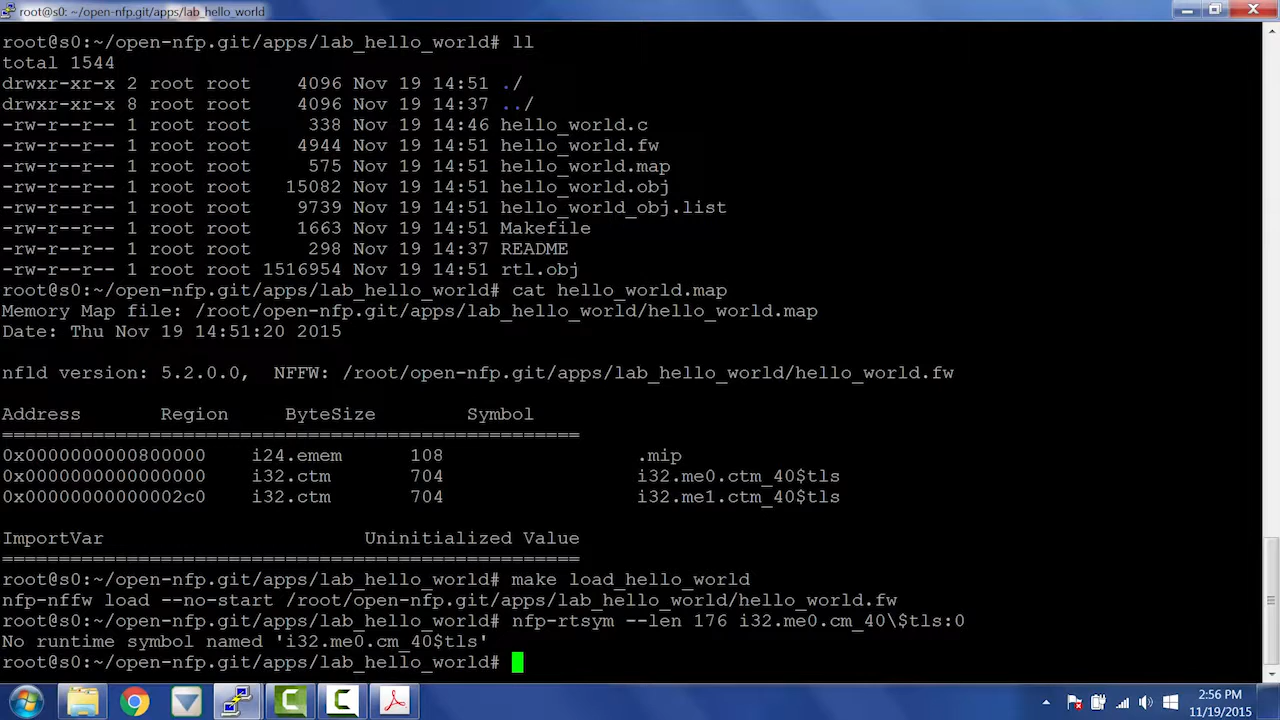 root@s0: ~/open-nfp.git/apps/lab_hello_world
root@s0:~/open-nfp.git/apps/lab_hello_world# ll
total 1544
drwxr-xr-x 2 root root    4096 Nov 19 14:51 ./
drwxr-xr-x 8 root root    4096 Nov 19 14:37 ../
-rw-r--r-- 1 root root     338 Nov 19 14:46 hello_world.c
-rw-r--r-- 1 root root    4944 Nov 19 14:51 hello_world.fw
-rw-r--r-- 1 root root     575 Nov 19 14:51 hello_world.map
-rw-r--r-- 1 root root   15082 Nov 19 14:51 hello_world.obj
-rw-r--r-- 1 root root    9739 Nov 19 14:51 hello_world_obj.list
-rw-r--r-- 1 root root    1663 Nov 19 14:51 Makefile
-rw-r--r-- 1 root root     298 Nov 19 14:37 README
-rw-r--r-- 1 root root 1516954 Nov 19 14:51 rtl.obj
root@s0:~/open-nfp.git/apps/lab_hello_world# cat hello_world.map
Memory Map file: /root/open-nfp.git/apps/lab_hello_world/hello_world.map
Date: Thu Nov 19 14:51:20 2015
nfld version: 5.2.0.0,  NFFW: /root/open-nfp.git/apps/lab_hello_world/hello_world.fw
Address       Region     ByteSize        Symbol
===================================================
0x0000000000800000    i24.emem      108                .mip
0x0000000000000000    i32.ctm       704                i32.me0.ctm_40$tls
0x00000000000002c0    i32.ctm       704                i32.me1.ctm_40$tls
ImportVar                       Uninitialized Value
===================================================
root@s0:~/open-nfp.git/apps/lab_hello_world# make load_hello_world
nfp-nffw load --no-start /root/open-nfp.git/apps/lab_hello_world/hello_world.fw
root@s0:~/open-nfp.git/apps/lab_hello_world# nfp-rtsym --len 176 i32.me0.cm_40\$tls:0
No runtime symbol named 'i32.me0.cm_40$tls'
root@s0:~/open-nfp.git/apps/lab_hello_world#
2:56 PM
11/19/2015